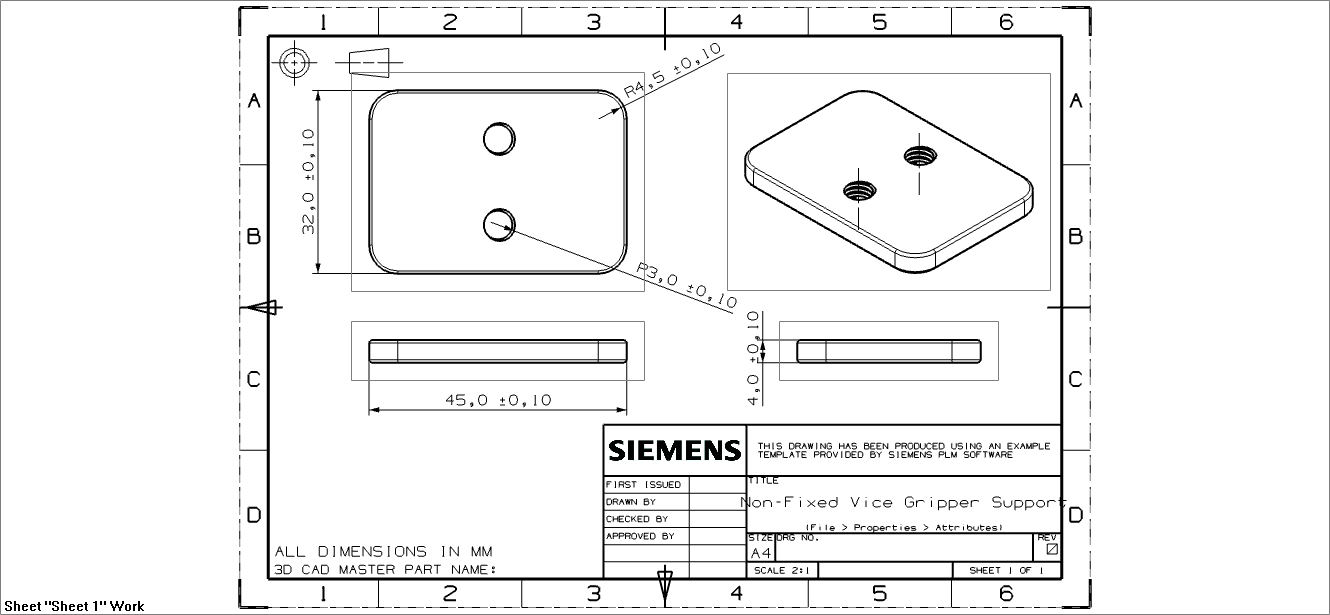 1 2 3 4 5 6
A A
R4,5 ±0,10
32,0 ±0,10
B B
R3,0 ±0,10
4,0 ±0,10
C C
45,0 ±0,10
SIEMENS
THIS DRAWING HAS BEEN PRODUCED USING AN EXAMPLE
TEMPLATE PROVIDED BY SIEMENS PLM SOFTWARE
FIRST ISSUED
DRAWN BY
CHECKED BY
APPROVED BY
TITLE
Non-Fixed Vice Gripper Support
(File > Properties > Attributes)
D D
SIZE DRG NO. REV
A4
SCALE 2:1 SHEET 1 OF 1
ALL DIMENSIONS IN MM
3D CAD MASTER PART NAME:
1 2 3 4 5 6
Sheet "Sheet 1" Work